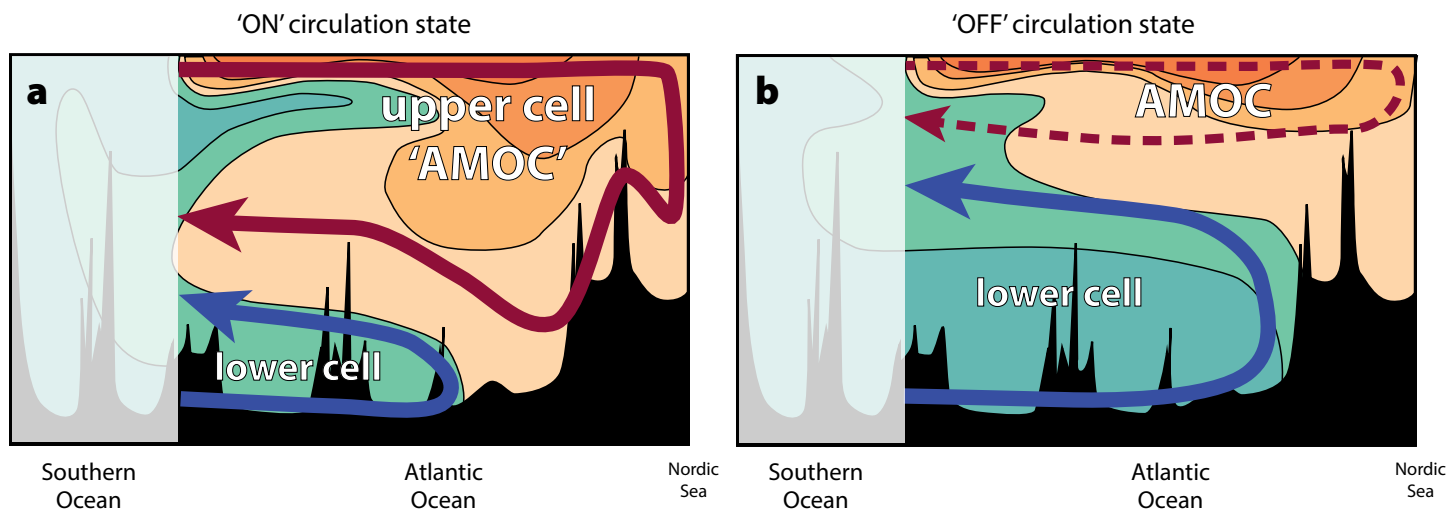 ‘ON’ circulation state
a
upper cell
‘AMOC’
lower cell
Southern
Ocean
Atlantic
Ocean
Nordic
Sea
‘OFF’ circulation state
b
AMOC
lower cell
Southern
Ocean
Atlantic
Ocean
Nordic
Sea